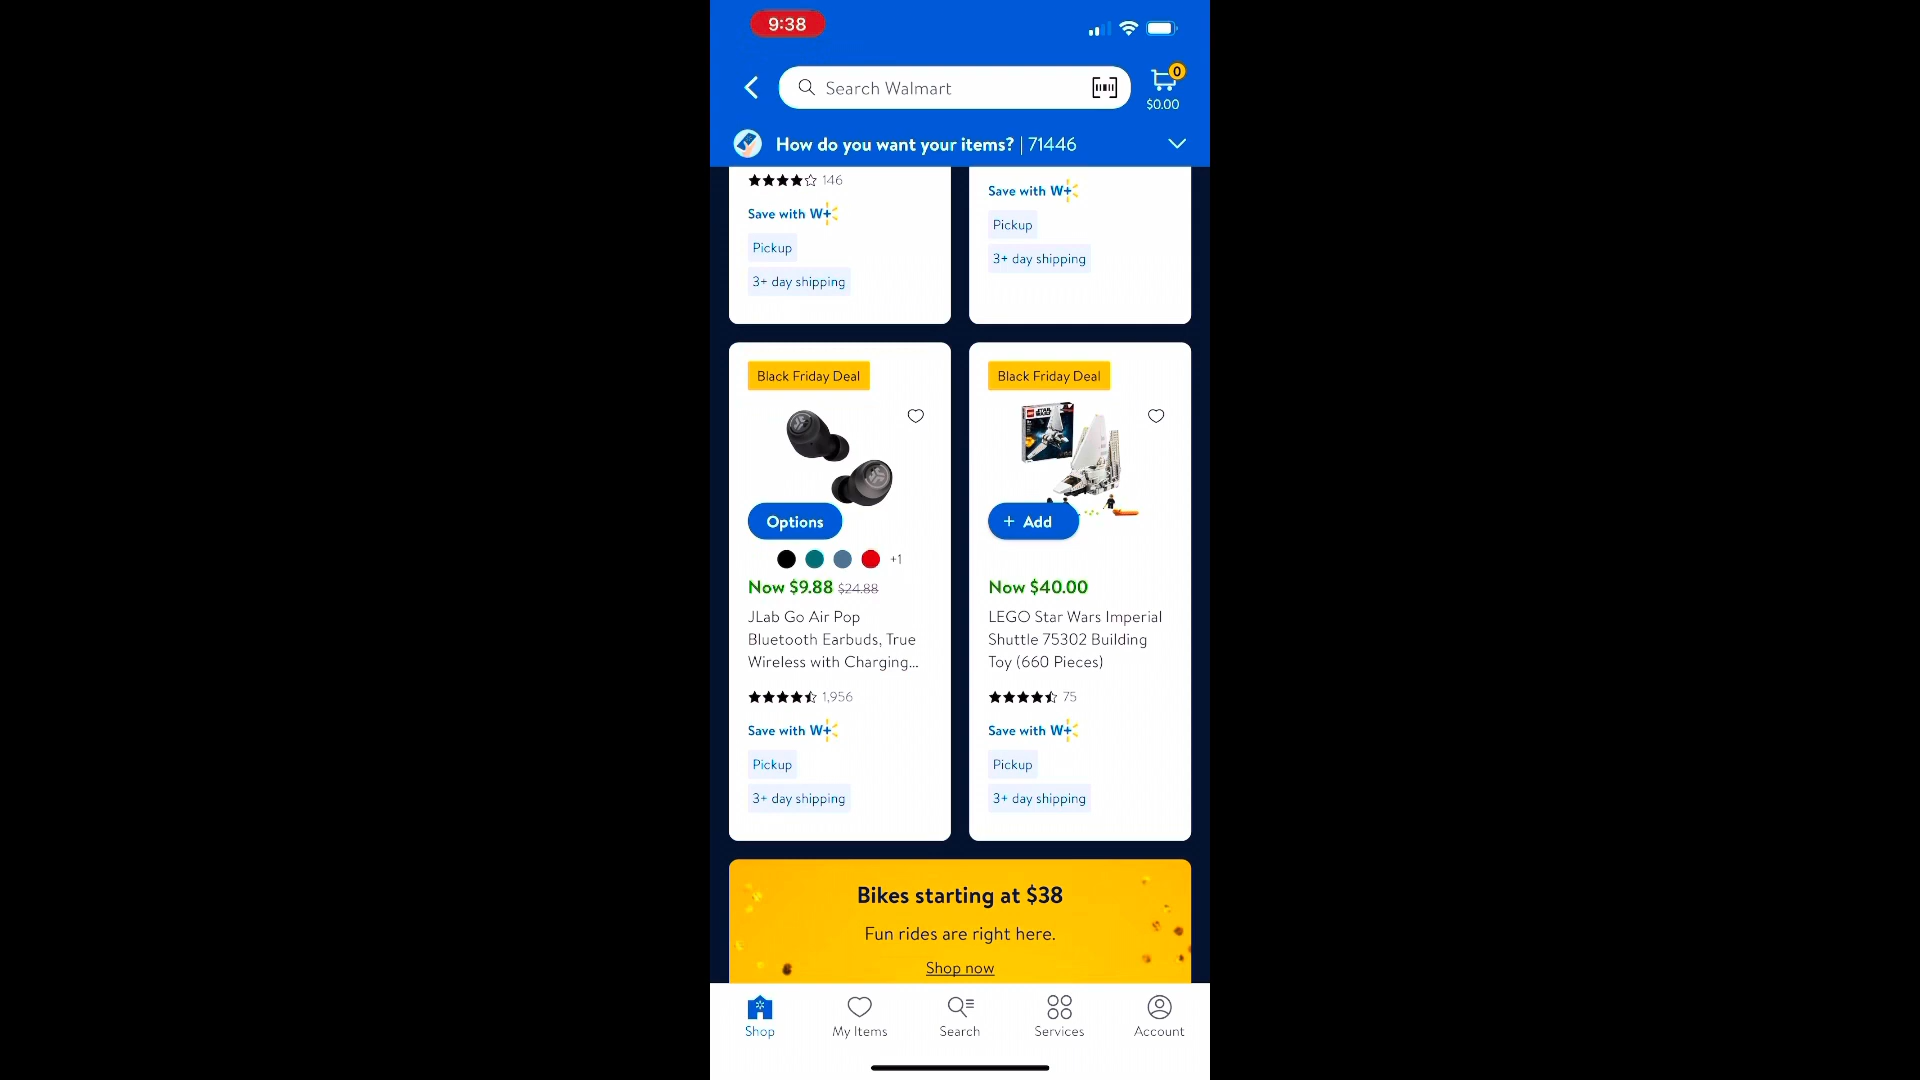 9:38
Search Walmart
0
$0.00
How do you want your items? | 71446
146
Save with W+
Pickup
3+ day shipping
Save with W+
Pickup
3+ day shipping
Black Friday Deal
Options
+1
Now $9.88 $24.88
JLab Go Air Pop
Bluetooth Earbuds, True
Wireless with Charging...
1,956
Save with W+
Pickup
3+ day shipping
Black Friday Deal
+ Add
Now $40.00
LEGO Star Wars Imperial
Shuttle 75302 Building
Toy (660 Pieces)
75
Save with W+
Pickup
3+ day shipping
Bikes starting at $38
Fun rides are right here.
Shop now
Shop
My Items
Search
Services
Account